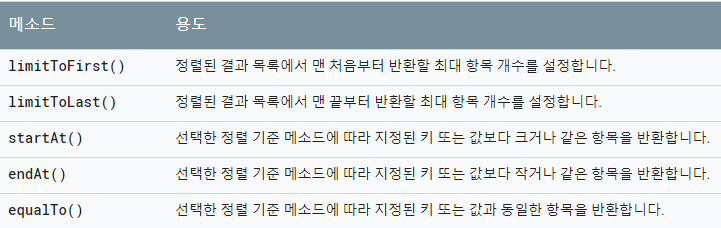 메소드 용도
limitToFirst() 정렬된 결과 목록에서 맨 처음부터 반환할 최대 항목 개수를 설정합니다.
limitToLast() 정렬된 결과 목록에서 맨 끝부터 반환할 최대 항목 개수를 설정합니다.
startAt() 선택한 정렬 기준 메소드에 따라 지정된 키 또는 값보다 크거나 같은 항목을 반환합니다.
endAt() 선택한 정렬 기준 메소드에 따라 지정된 키 또는 값보다 작거나 같은 항목을 반환합니다.
equalTo() 선택한 정렬 기준 메소드에 따라 지정된 키 또는 값과 동일한 항목을 반환합니다.